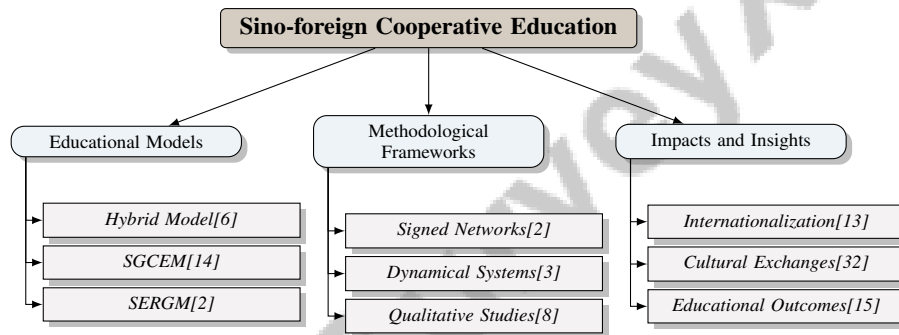 Sino-foreign Cooperative Education
Educational Models
Hybrid Model[6]
SGCEM[14]
SERGM[2]
Methodological
Frameworks
Signed Networks[2]
Dynamical Systems[3]
Qualitative Studies[8]
Impacts and Insights
Internationalization[13]
Cultural Exchanges[32]
Educational Outcomes[15]